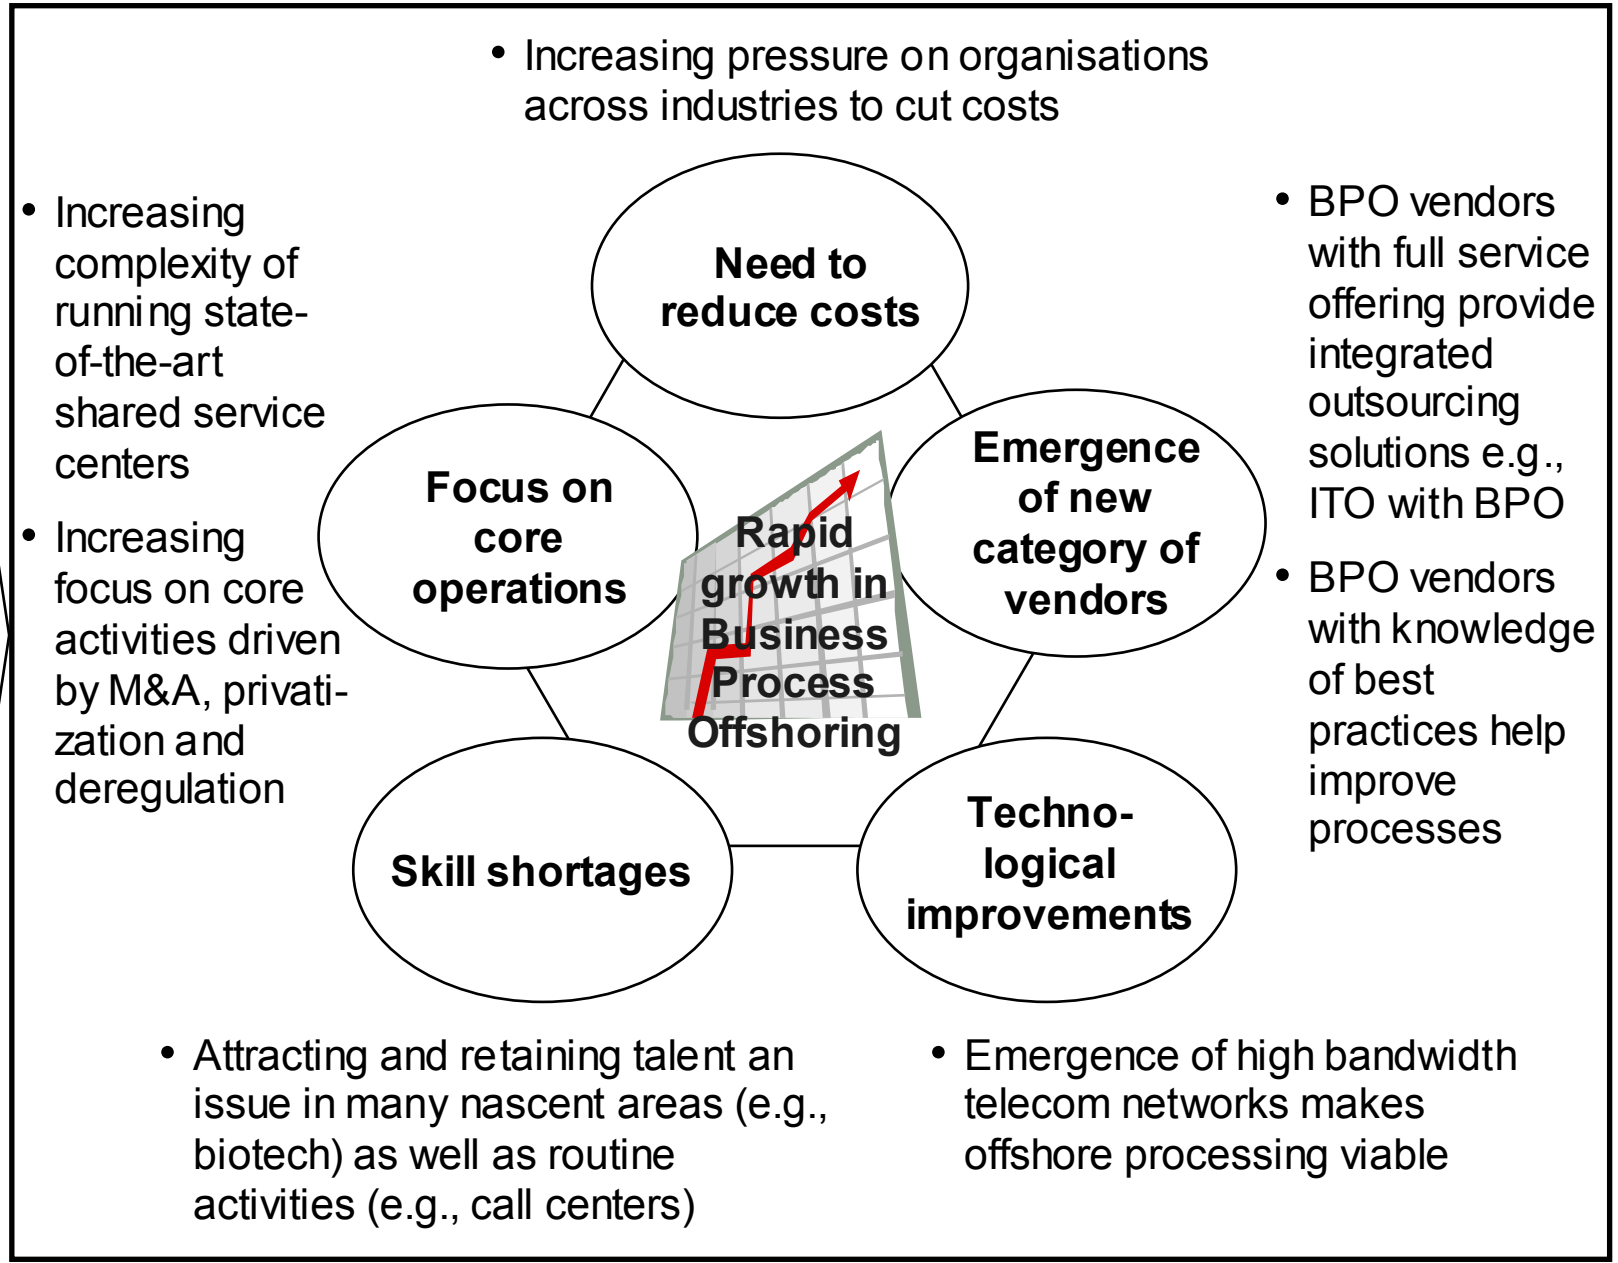 • Increasing pressure on organisations
across industries to cut costs
• Increasing
complexity of
running state-
of-the-art
shared service
centers
• Increasing
focus on core
activities driven
by M&A, privati-
zation and
deregulation
Need to
reduce costs
Focus on
core
operations
Rapid
growth in
Business
Process
Offshoring
Emergence
of new
category of
vendors
• BPO vendors
with full service
offering provide
integrated
outsourcing
solutions e.g.,
ITO with BPO
• BPO vendors
with knowledge
of best
practices help
improve
processes
Skill shortages
Techno-
logical
improvements
• Attracting and retaining talent an
issue in many nascent areas (e.g.,
biotech) as well as routine
activities (e.g., call centers)
• Emergence of high bandwidth
telecom networks makes
offshore processing viable